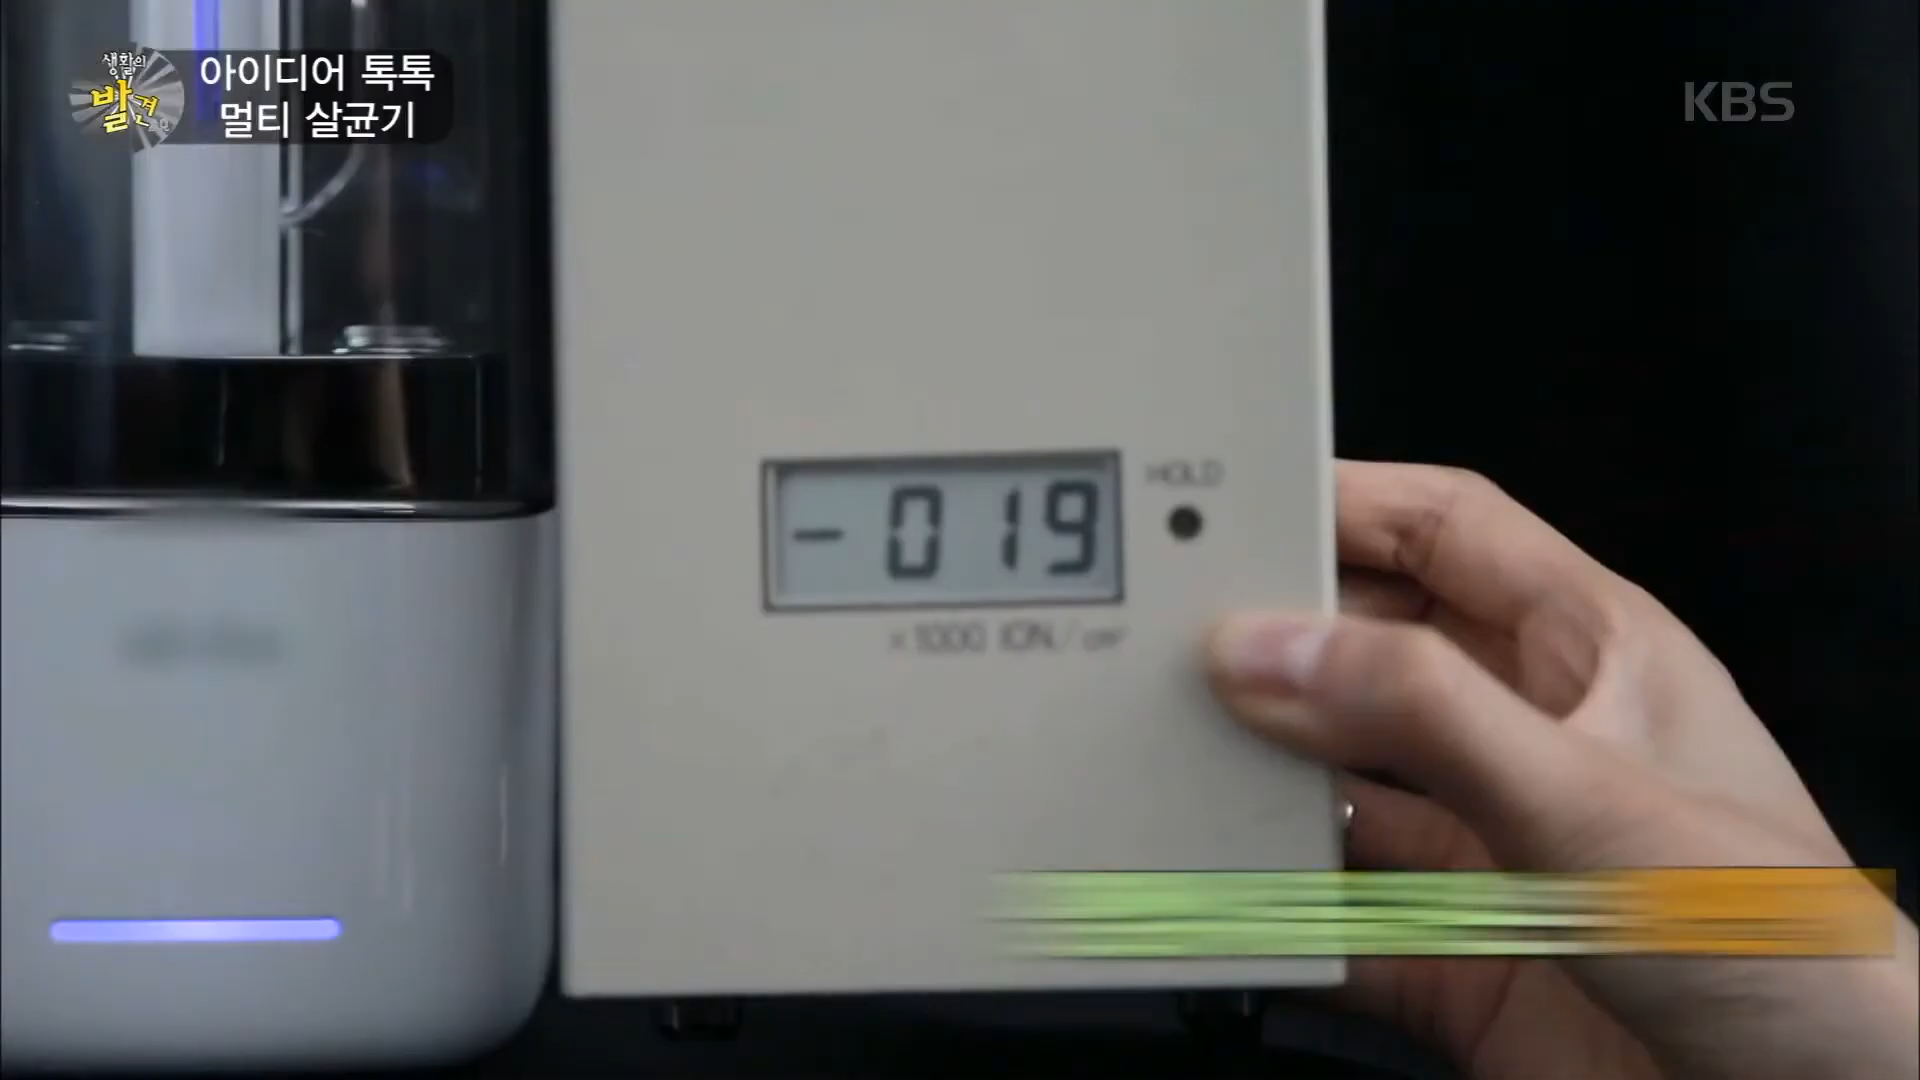 생활의
발견
아이디어 톡톡
멀티 살균기
KBS
HOLD
- 019
×1000 ION/cm³